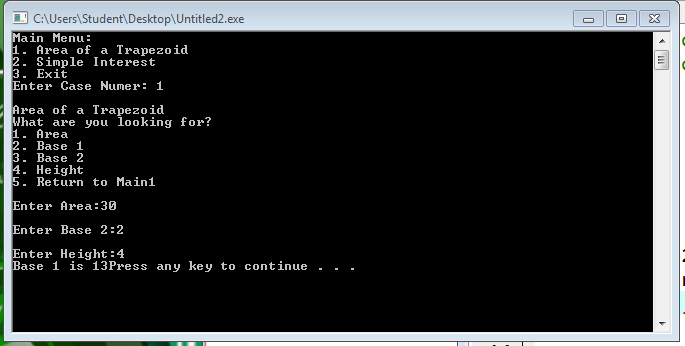 C:\Users\Student\Desktop\Untitled2.exe
Main Menu:
1. Area of a Trapezoid
2. Simple Interest
3. Exit
Enter Case Numer: 1
Area of a Trapezoid
What are you looking for?
1. Area
2. Base 1
3. Base 2
4. Height
5. Return to Main1
Enter Area:30
Enter Base 2:2
Enter Height:4
Base 1 is 13Press any key to continue . . .